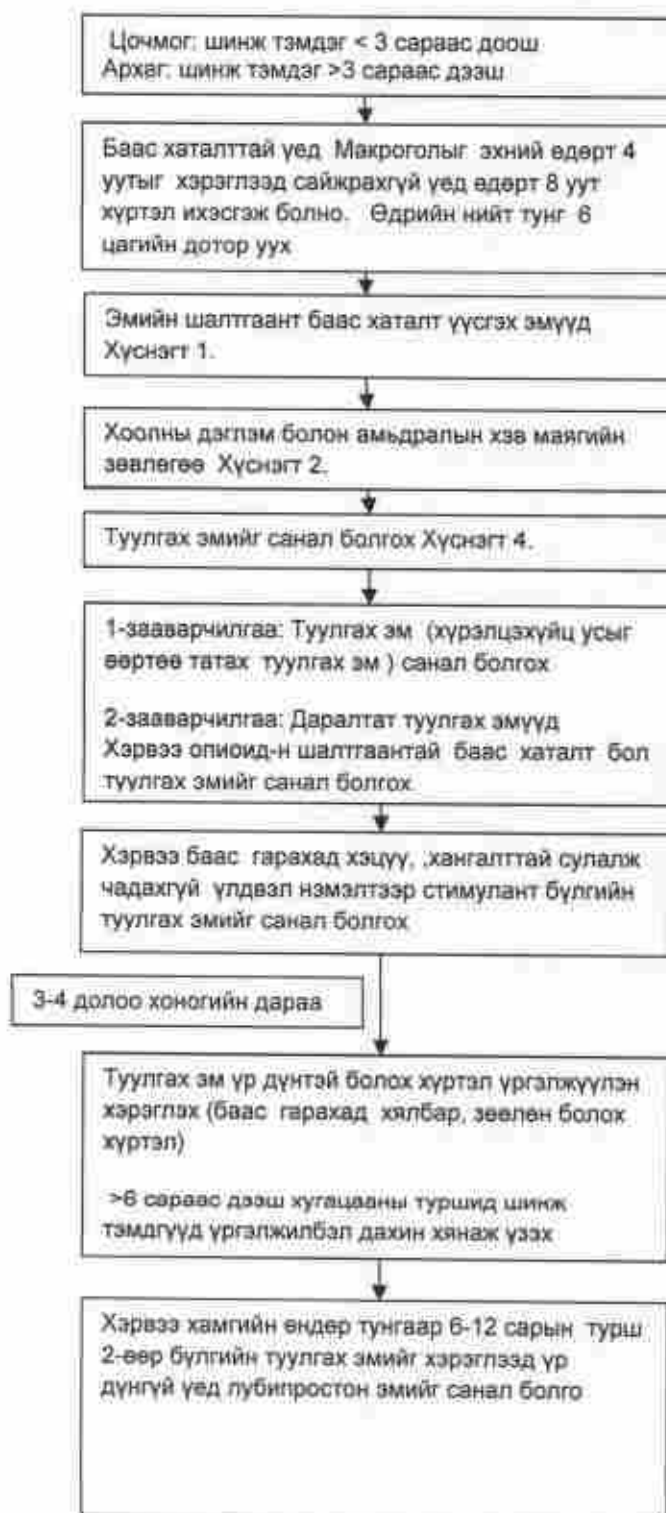 Цочмог: шинж тэмдэг < 3 сараас доош
Архаг: шинж тэмдэг >3 сараас дээш
Баас хаталттай үед Макроголыг эхний өдөрт 4
уутыг хэрэглээд сайжрахгүй үед өдөрт 8 уут
хүртэл ихэсгэж болно. Өдрийн нийт тунг 6
цагийн дотор уух
Эмийн шалтгаант баас хаталт үүсгэх эмүүд
Хүснэгт 1.
Хоолны дэглэм болон амьдралын хэв маягийн
зөвлөгөө Хүснэгт 2.
Туулгах эмийг санал болгох Хүснэгт 4.
1-зааварчилгаа: Туулгах эм (хүрэлцэхүйц усыг
өөртөө татах туулгах эм ) санал болгох
2-зааварчилгаа: Даралтат туулгах эмүүд
Хэрвээ опиоид-н шалтгаантай баас хаталт бол
туулгах эмийг санал болгох
Хэрвээ баас гарахад хэцүү, ,хангалттай сулалж
чадахгүй үлдвэл нэмэлтээр стимулант бүлгийн
туулгах эмийг санал болгох
3-4 долоо хоногийн дараа
Туулгах эм үр дүнтэй болох хүртэл үргэлжүүлэн
хэрэглэх (баас гарахад хялбар, зөөлөн болох
хүртэл)
>6 сараас дээш хугацааны туршид шинж
тэмдгүүд үргэлжилбэл дахин хянаж үзэх
Хэрвээ хамгийн өндөр тунгаар 6-12 сарын турш
2-өөр бүлгийн туулгах эмийг хэрэглээд үр
дүнгүй үед лубипростон эмийг санал болго